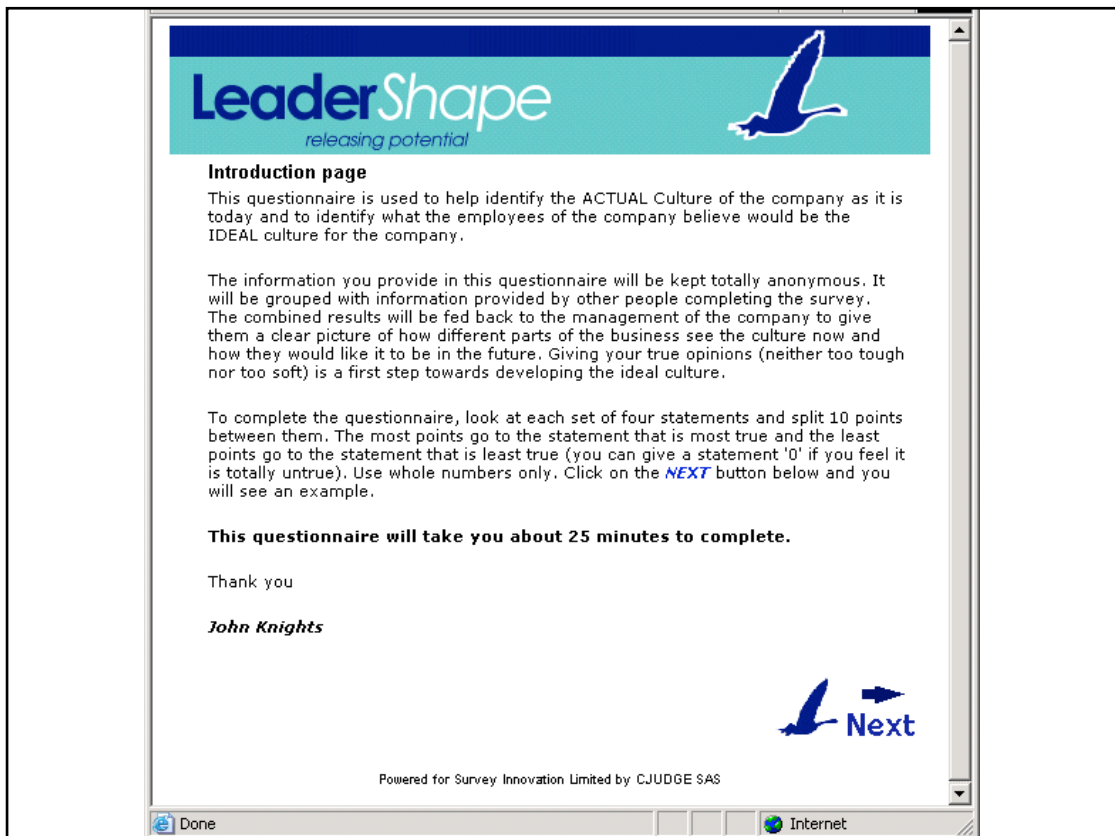 LeaderShape
releasing potential
Introduction page
This questionnaire is used to help identify the ACTUAL Culture of the company as it is
today and to identify what the employees of the company believe would be the
IDEAL culture for the company.
The information you provide in this questionnaire will be kept totally anonymous. It
will be grouped with information provided by other people completing the survey.
The combined results will be fed back to the management of the company to give
them a clear picture of how different parts of the business see the culture now and
how they would like it to be in the future. Giving your true opinions (neither too tough
nor too soft) is a first step towards developing the ideal culture.
To complete the questionnaire, look at each set of four statements and split 10 points
between them. The most points go to the statement that is most true and the least
points go to the statement that is least true (you can give a statement '0' if you feel it
is totally untrue). Use whole numbers only. Click on the NEXT button below and you
will see an example.
This questionnaire will take you about 25 minutes to complete.
Thank you
John Knights
Next
Powered for Survey Innovation Limited by CJUDGE SAS
Done
Internet